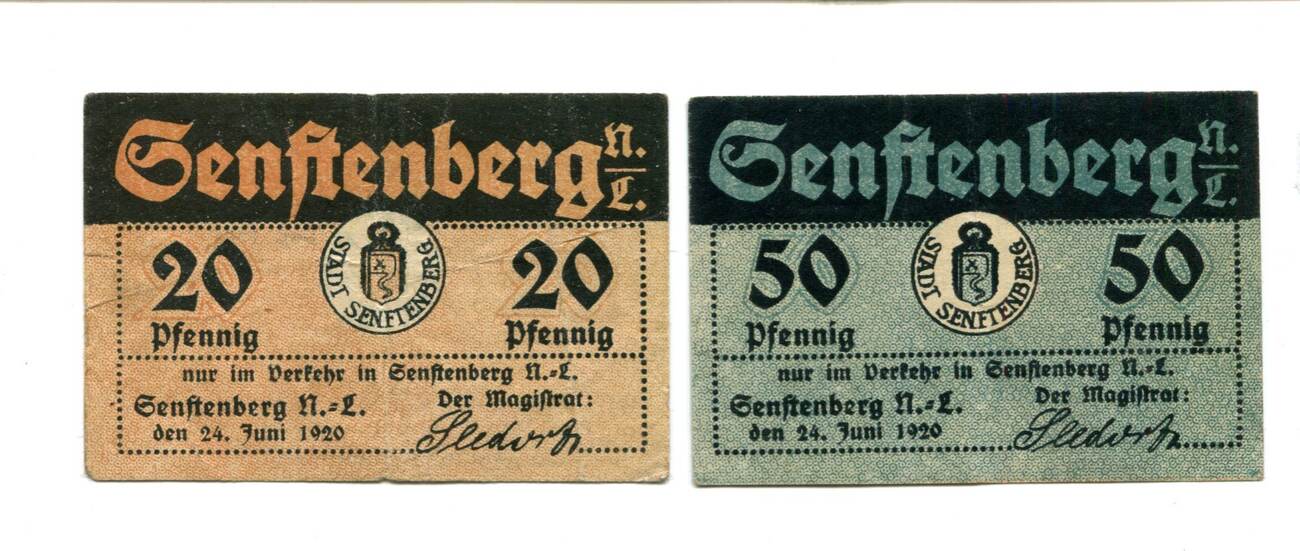 Senftenberg N.
L.
20
20
Pfennig
Pfennig
STADT SENFTENBERG
nur im Verkehr in Senftenberg N.-L.
Senftenberg N.-L.
Der Magistrat:
den 24. Juni 1920
Senftenberg N.
L.
50
50
Pfennig
Pfennig
STADT SENFTENBERG
nur im Verkehr in Senftenberg N.-L.
Senftenberg N.-L.
Der Magistrat:
den 24. Juni 1920